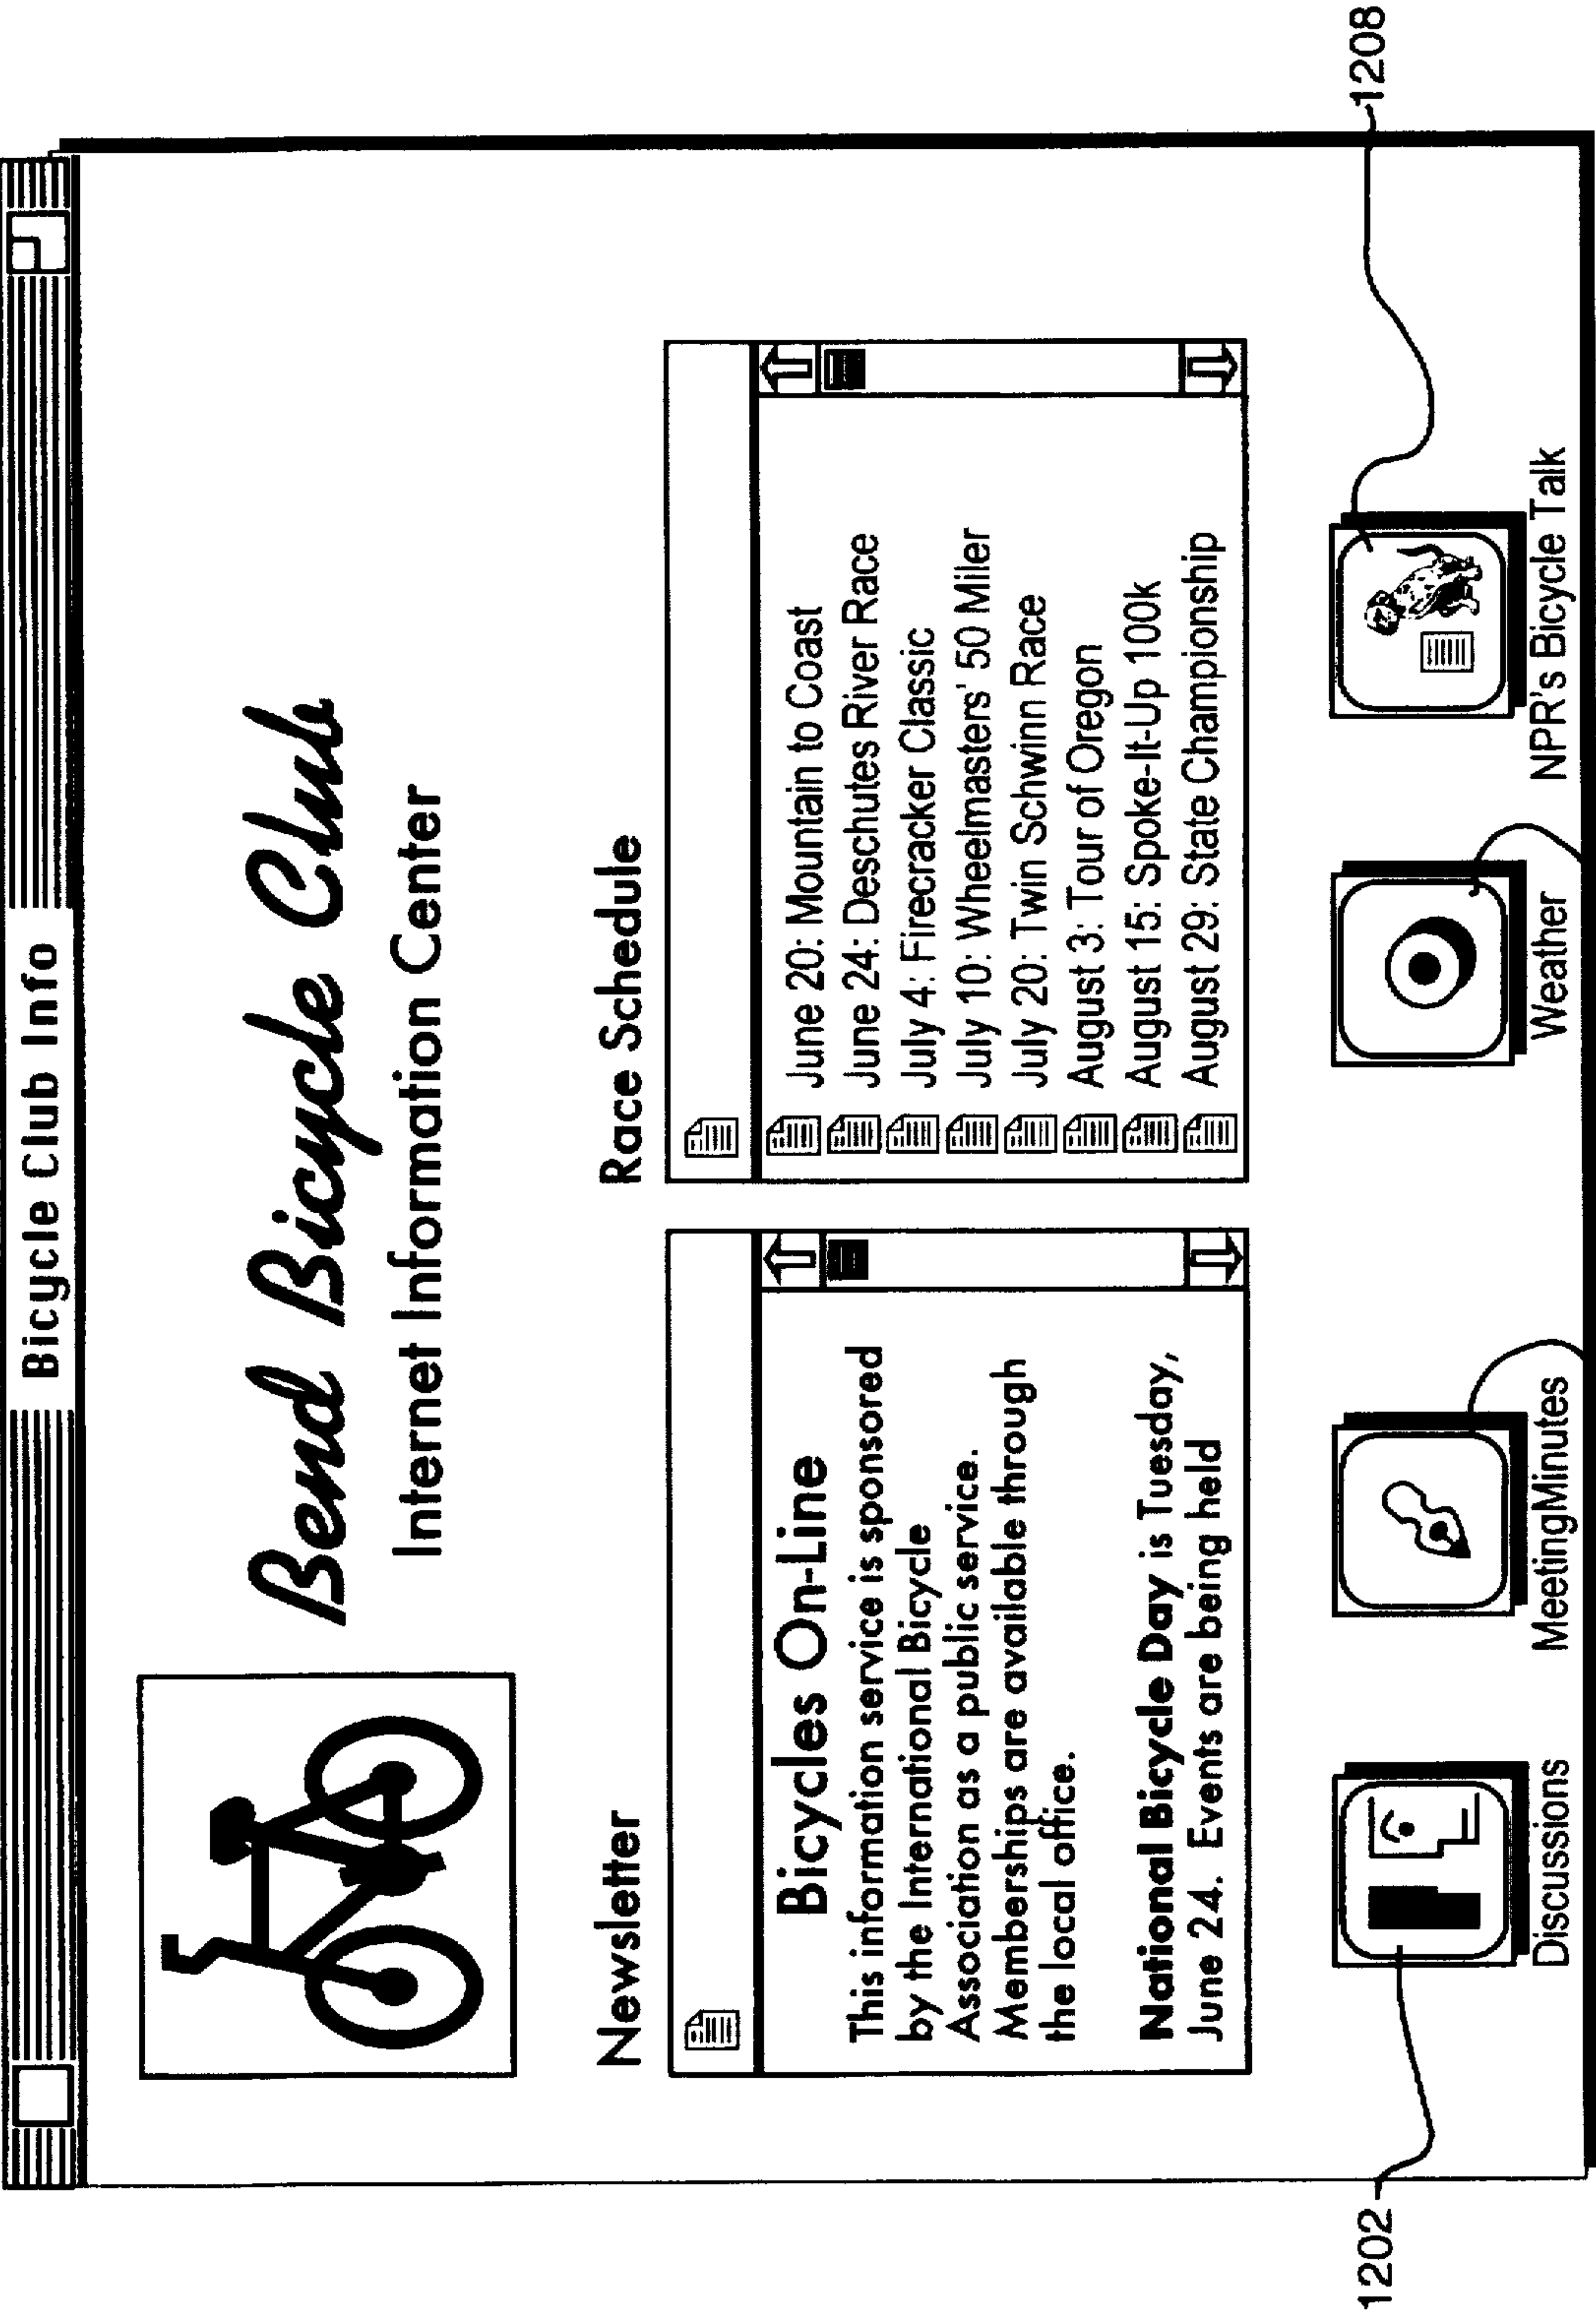 Bicycle Club Info
Bend Bicycle Club
Internet Information Center
Newsletter
Bicycles On-Line
This information service is sponsored
by the International Bicycle
Association as a public service.
Memberships are available through
the local office.
National Bicycle Day is Tuesday,
June 24. Events are being held
Race Schedule
June 20: Mountain to Coast
June 24: Deschutes River Race
July 4: Firecracker Classic
July 10: Wheelmasters' 50 Miler
July 20: Twin Schwinn Race
August 3: Tour of Oregon
August 15: Spoke-It-Up 100k
August 29: State Championship
Discussions
MeetingMinutes
Weather
NPR's Bicycle Talk
1202
1208